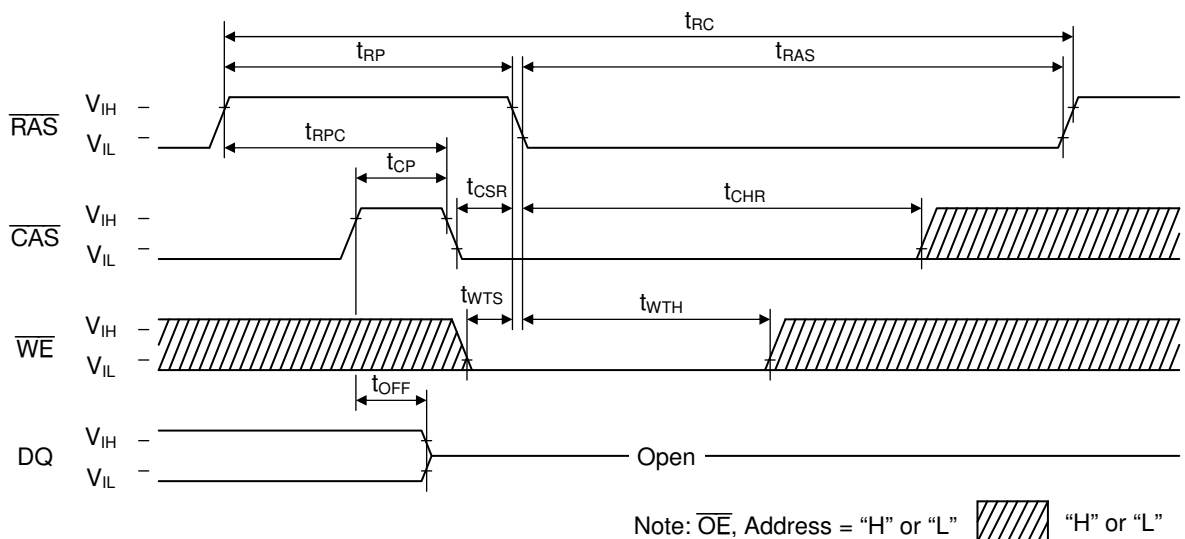 tRC
tRP tRAS
RAS VIH VIL
tRPC
tCP
tCSR tCHR
CAS VIH VIL
tWTS tWTH
WE VIH VIL
tOFF
DQ VIH VIL
Open
Note: OE, Address = “H” or “L” “H” or “L”